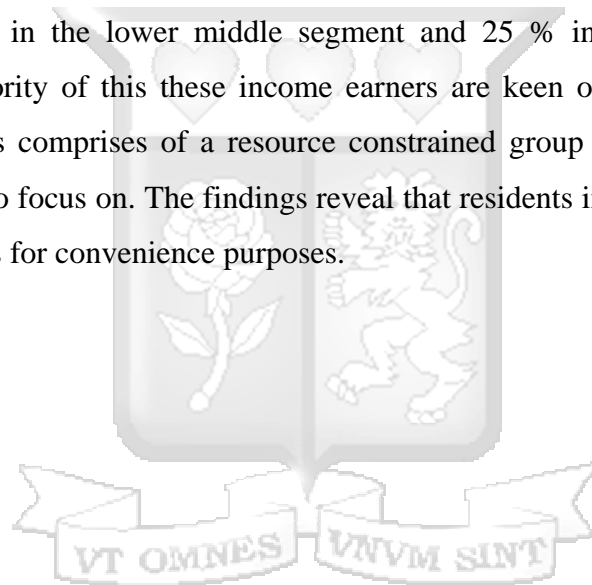 in the lower middle segment and 25 % in
of this these income earners are keen o
comprises of a resource constrained group
focus on. The findings reveal that residents i
for convenience purposes.
VT OMNES VNVM SINT